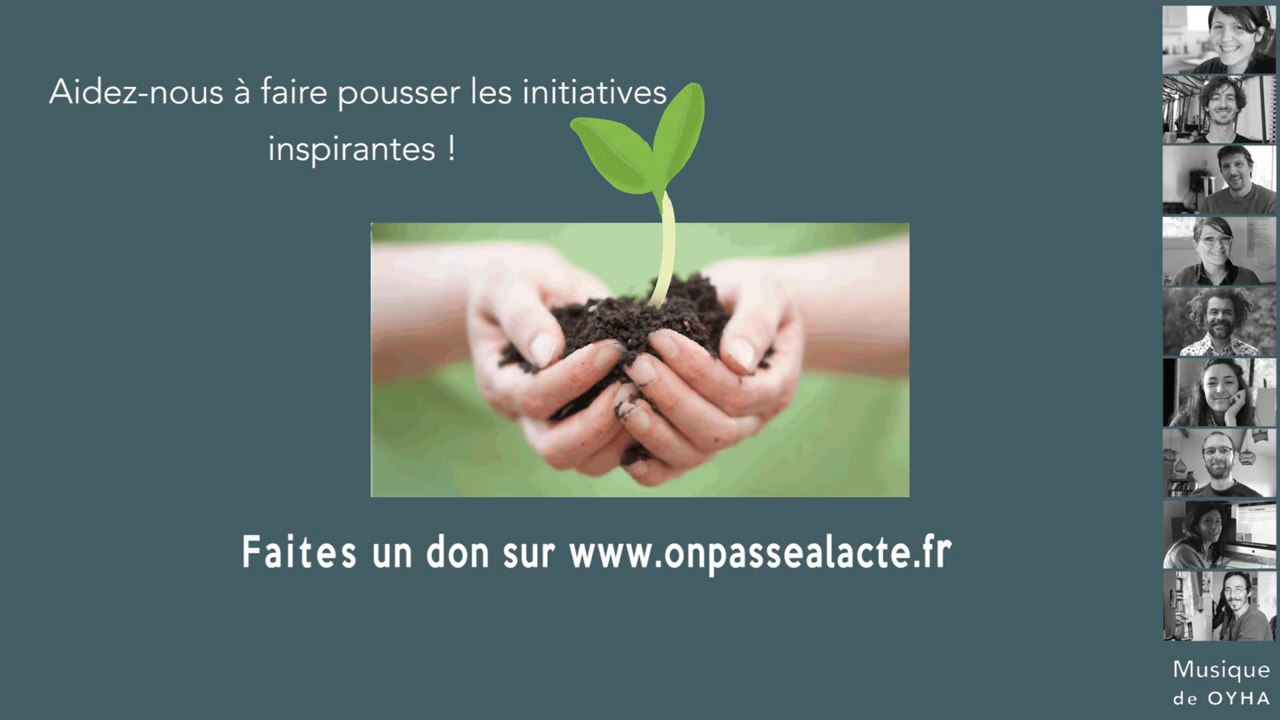 Aidez-nous à faire pousser les initiatives
inspirantes !
Faites un don sur www.onpassealacte.fr
Musique
de OYHA